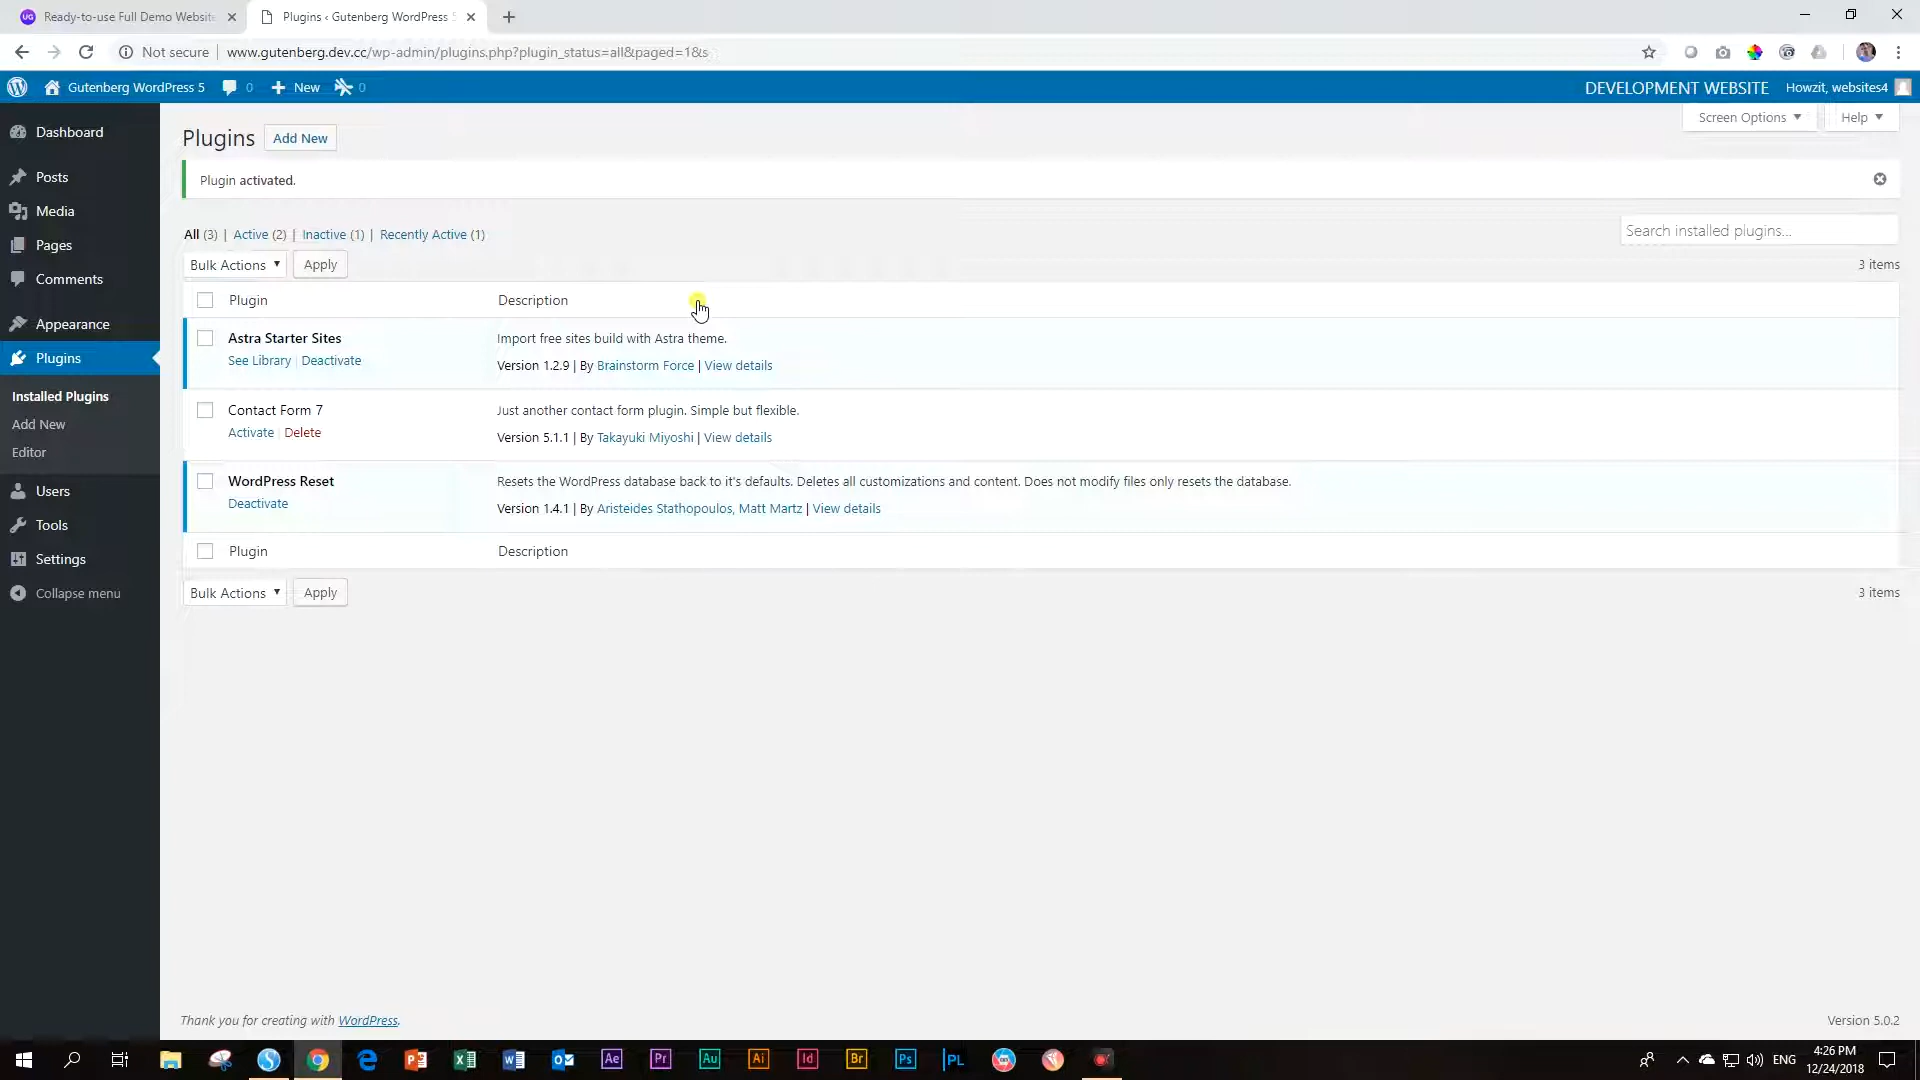 Ready-to-use Full Demo Website
Plugins ‹ Gutenberg WordPress 5
Not secure
www.gutenberg.dev.cc/wp-admin/plugins.php?plugin_status=all&paged=1&s
Gutenberg WordPress 5
0
New
0
DEVELOPMENT WEBSITE
Howzit, websites4
Dashboard
Posts
Media
Pages
Comments
Appearance
Plugins
Installed Plugins
Add New
Editor
Users
Tools
Settings
Collapse menu
Screen Options
Help
Plugins
Add New
Plugin activated.
All (3) | Active (2) | Inactive (1) | Recently Active (1)
Search installed plugins...
Bulk Actions
Apply
3 items
Plugin
Description
Astra Starter Sites
Import free sites build with Astra theme.
See Library | Deactivate
Version 1.2.9 | By Brainstorm Force | View details
Contact Form 7
Just another contact form plugin. Simple but flexible.
Activate | Delete
Version 5.1.1 | By Takayuki Miyoshi | View details
WordPress Reset
Resets the WordPress database back to it's defaults. Deletes all customizations and content. Does not modify files only resets the database.
Deactivate
Version 1.4.1 | By Aristeides Stathopoulos, Matt Martz | View details
Plugin
Description
Bulk Actions
Apply
3 items
Thank you for creating with WordPress.
Version 5.0.2
Ae
Pr
Au
Ai
Id
Br
Ps
PL
ENG
4:26 PM
12/24/2018